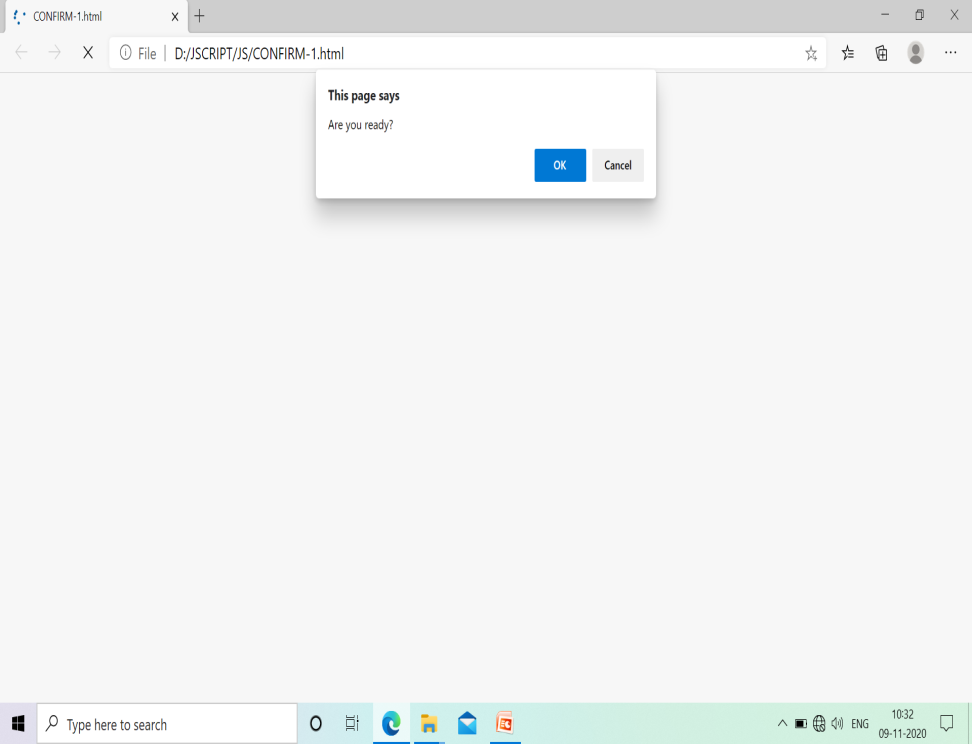 CONFIRM-1.html
File | D:/JSCRIPT/JS/CONFIRM-1.html
This page says
Are you ready?
OK Cancel
Type here to search
ENG
10:32
09-11-2020